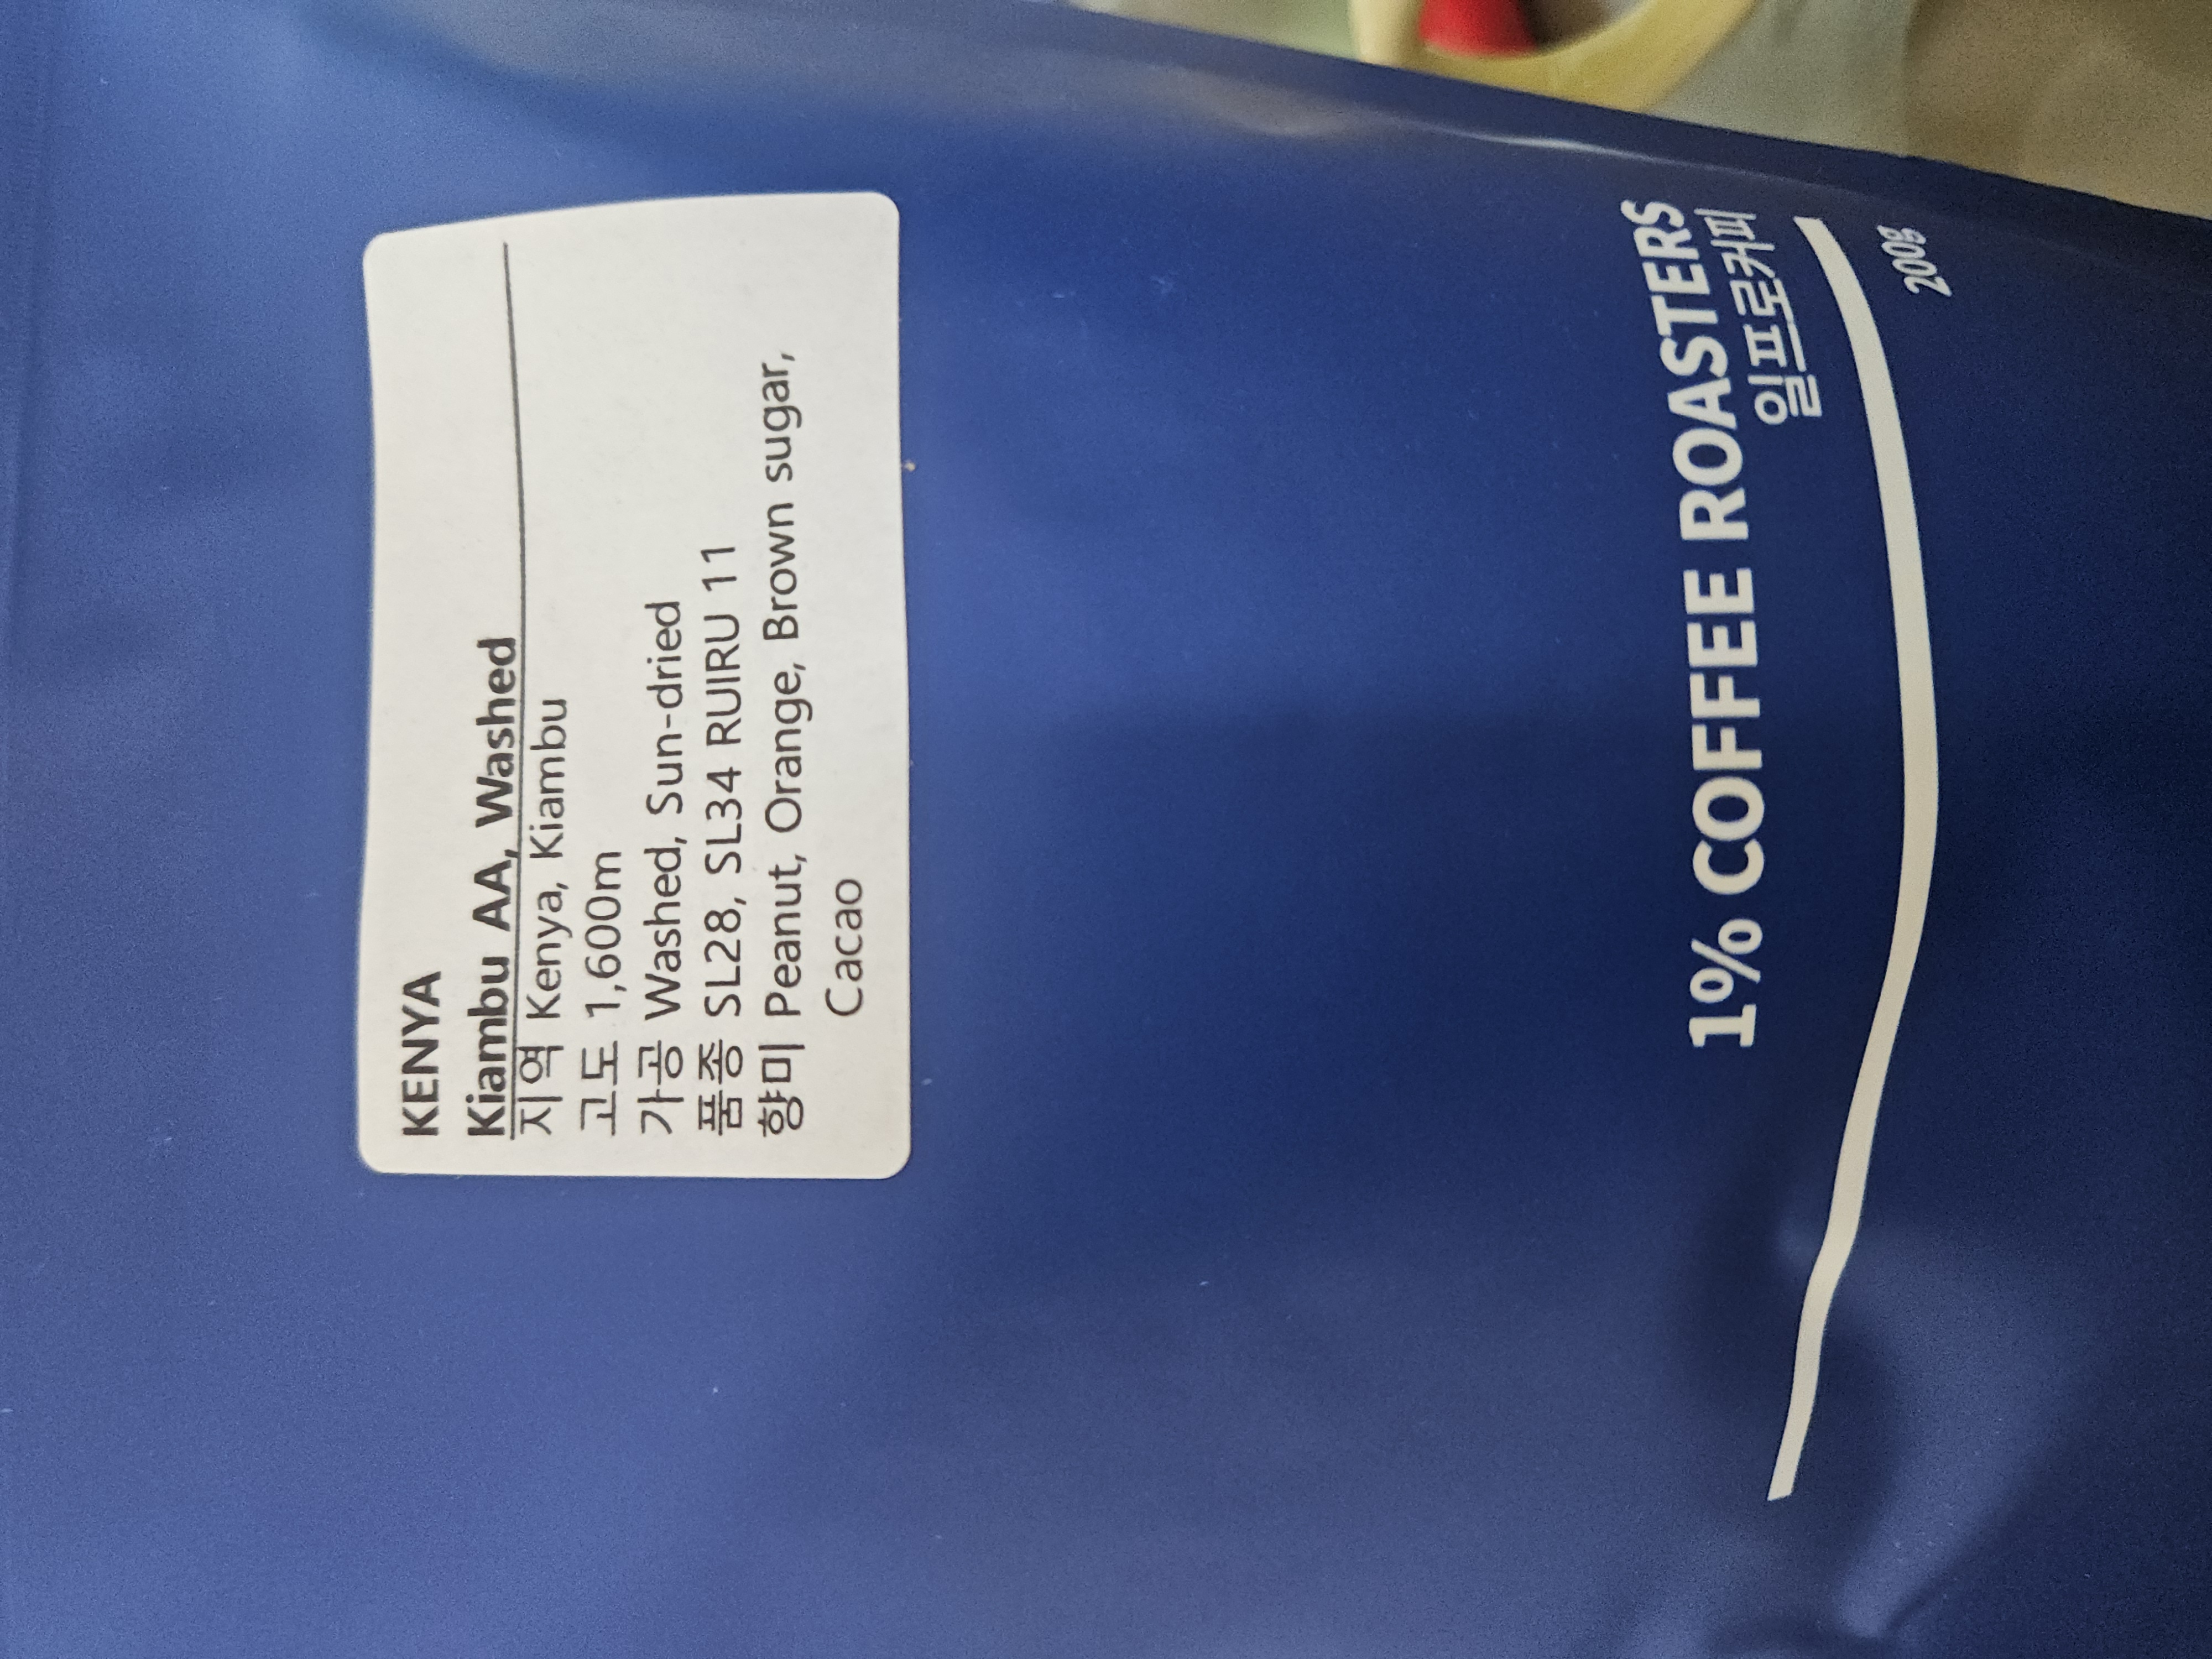 KENYA
Kiambu AA, Washed
지역 Kenya, Kiambu
고도 1,600m
가공 Washed, Sun-dried
품종 SL28, SL34 RUIRU 11
향미 Peanut, Orange, Brown sugar,
Cacao
1% COFFEE ROASTERS
일프로커피
200g